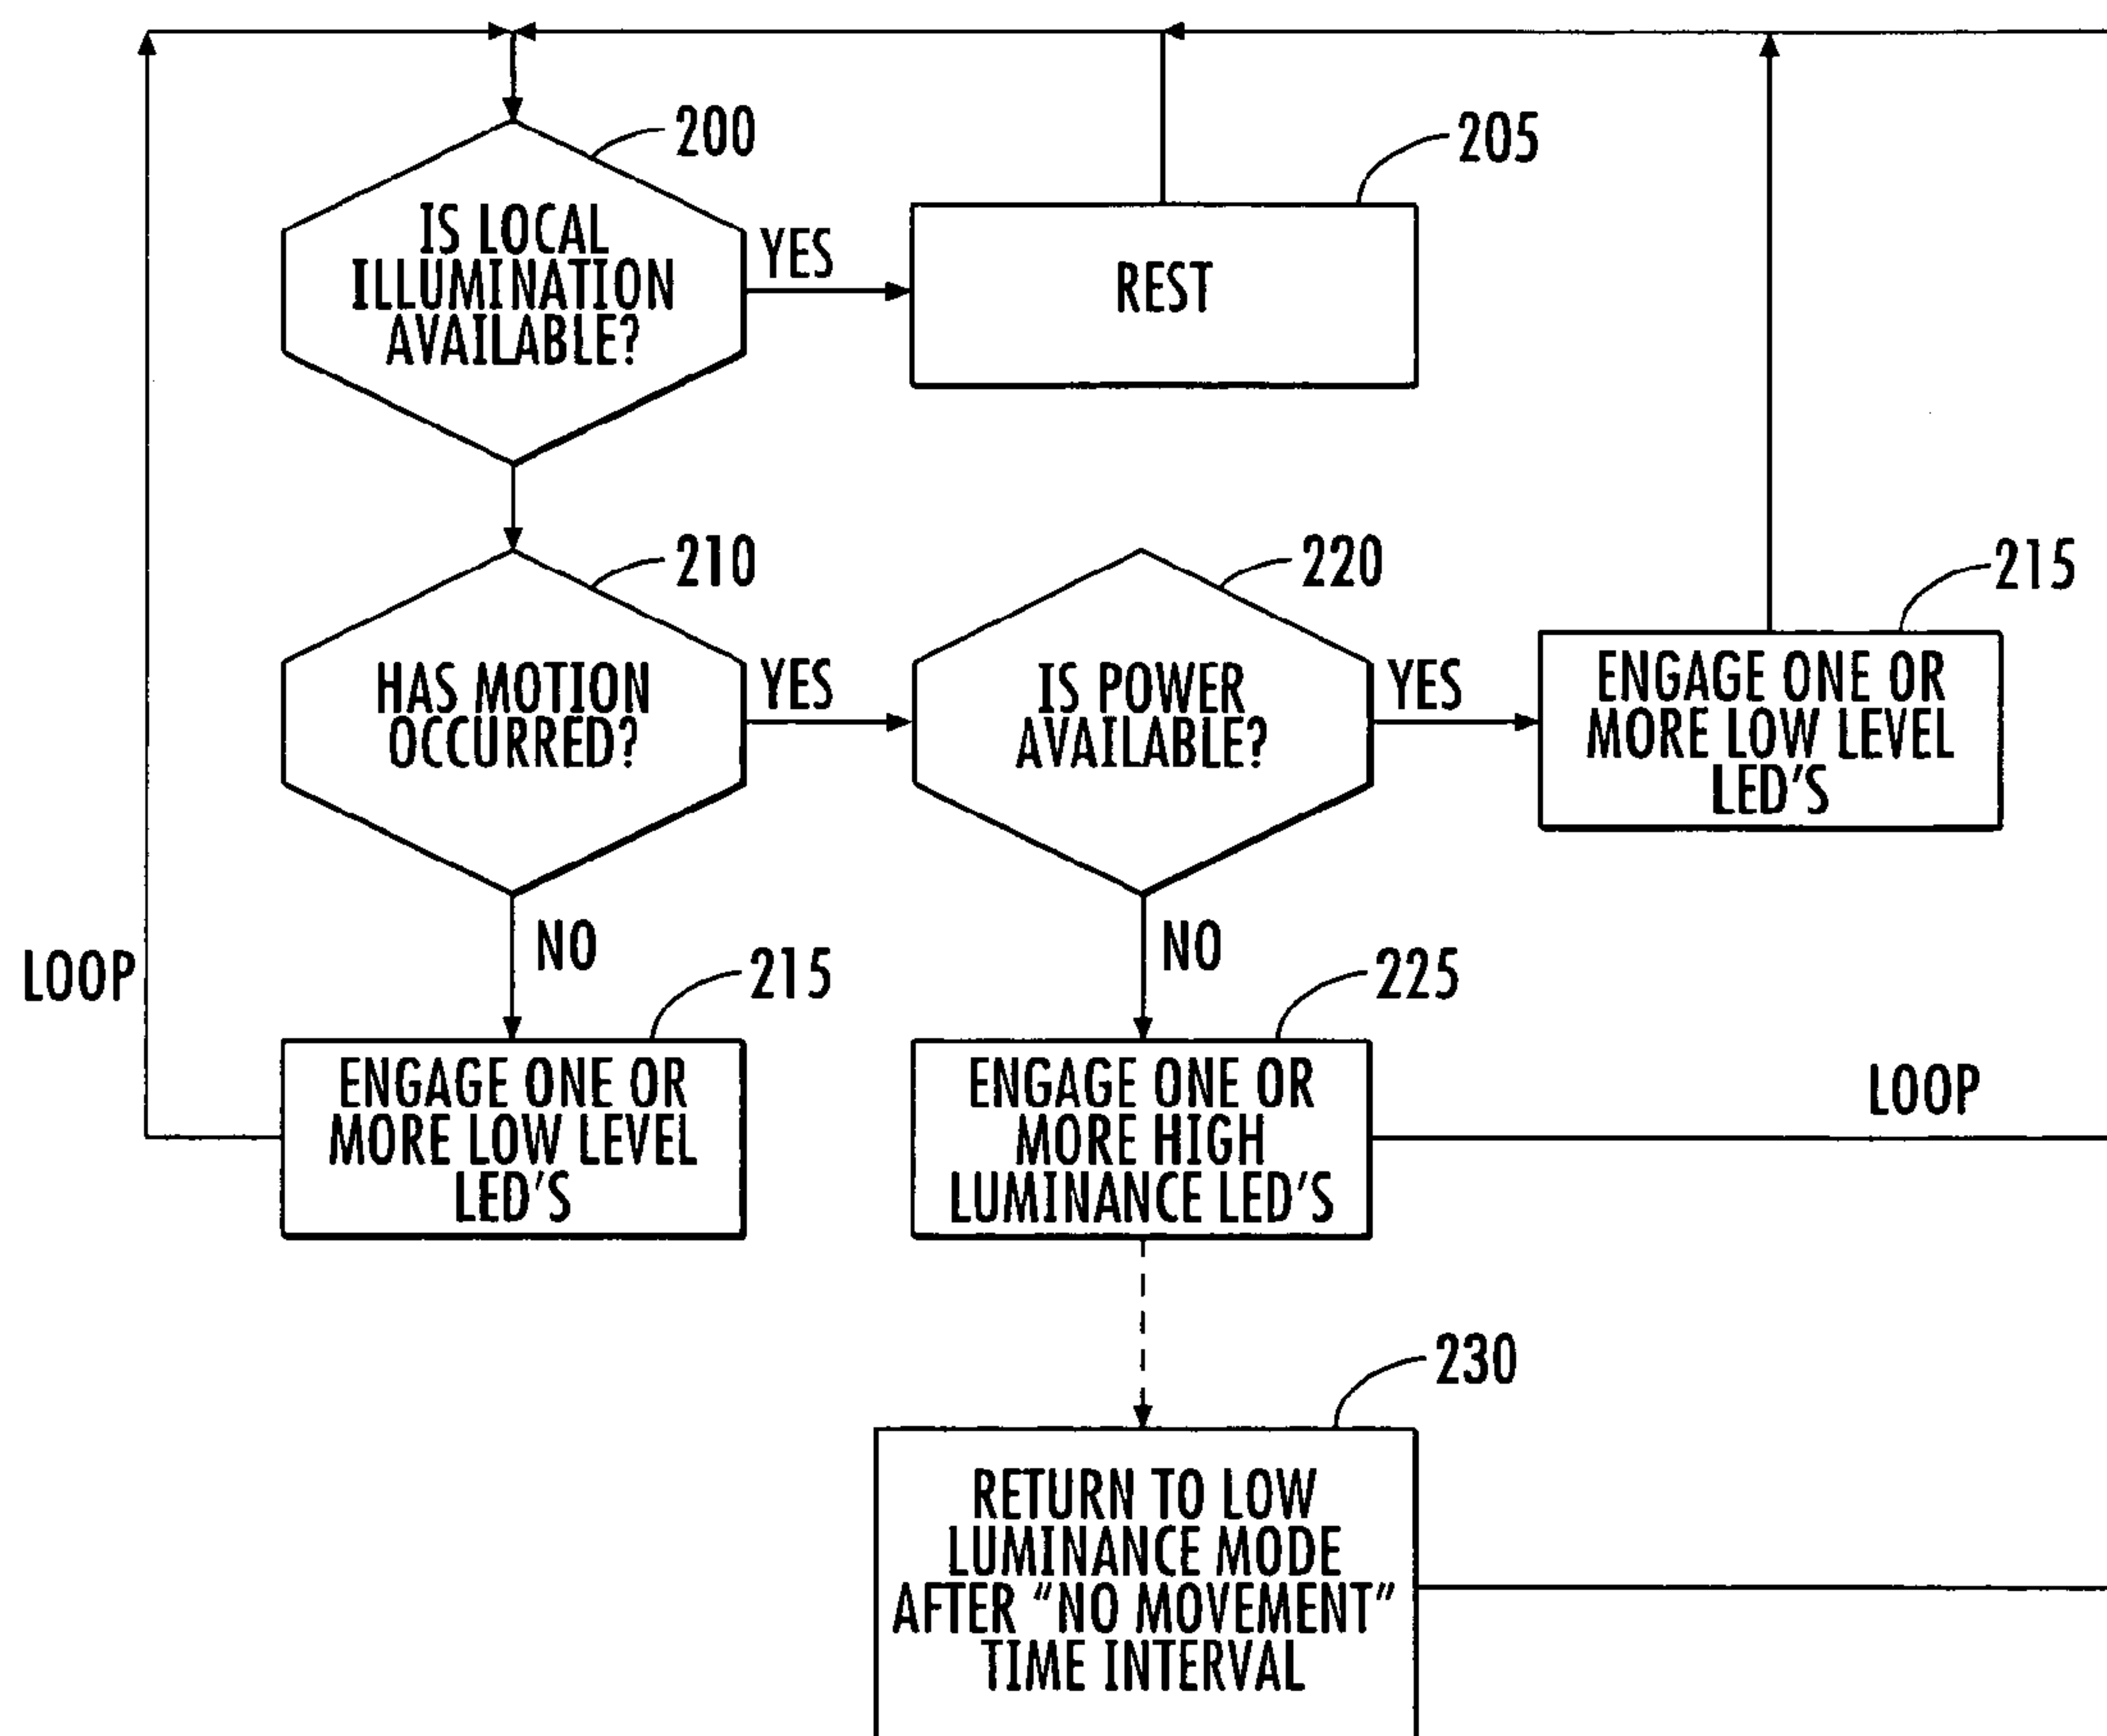 200
IS LOCAL
ILLUMINATION
AVAILABLE?
YES
205
REST
210
HAS MOTION
OCCURRED?
YES
220
IS POWER
AVAILABLE?
YES
215
ENGAGE ONE OR
MORE LOW LEVEL
LED'S
NO
NO
LOOP
215
ENGAGE ONE OR
MORE LOW LEVEL
LED'S
225
ENGAGE ONE OR
MORE HIGH
LUMINANCE LED'S
LOOP
230
RETURN TO LOW
LUMINANCE MODE
AFTER "NO MOVEMENT"
TIME INTERVAL